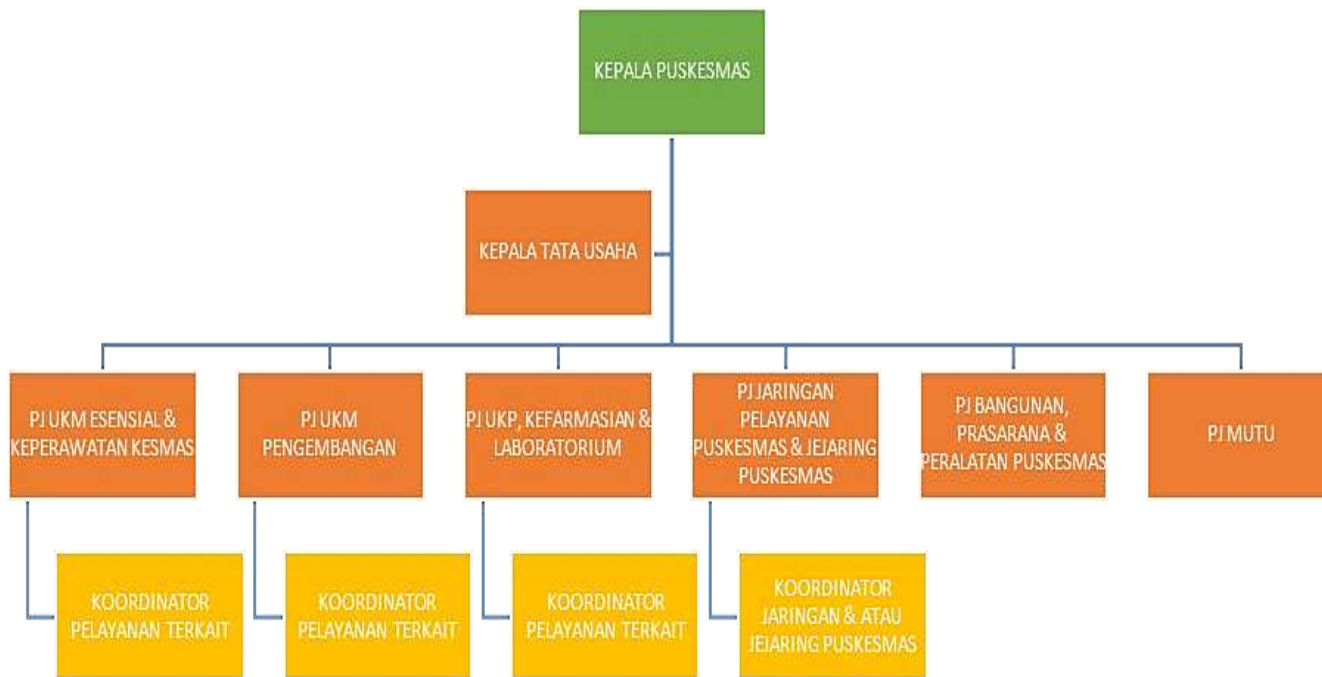 KEPALA PUSKESMAS
KEPALA TATA USAHA
PJ UKM ESENSIAL &
KEPERAWATAN KESMAS
PJ UKM
PENGEMBANGAN
PJ UKP, KEFARMASIAN &
LABORATORIUM
PJ JARINGAN
PELAYANAN
PUSKESMAS & JEJARING
PUSKESMAS
PJ BANGUNAN,
PRASARANA &
PERALATAN PUSKESMAS
PJ MUTU
KOORDINATOR
PELAYANAN TERKAIT
KOORDINATOR
PELAYANAN TERKAIT
KOORDINATOR
PELAYANAN TERKAIT
KOORDINATOR
JARINGAN & ATAU
JEJARING PUSKESMAS